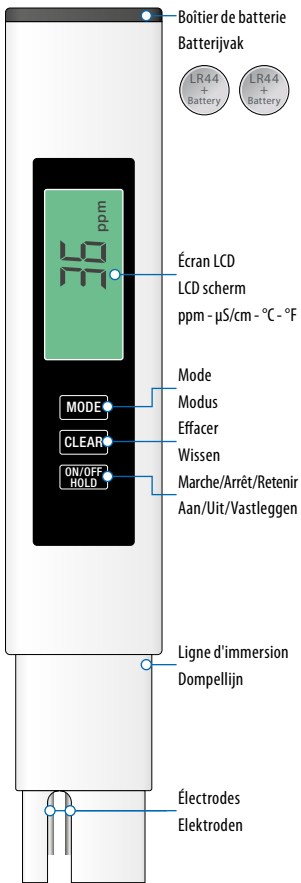 Boîtier de batterie
Batterijvak
LR44
+
Battery
LR44
+
Battery
36 ppm
Écran LCD
LCD scherm
ppm - µS/cm - °C - °F
MODE
Mode
Modus
CLEAR
Effacer
Wissen
ON/OFF
HOLD
Marche/Arrêt/Retenir
Aan/Uit/Vastleggen
Ligne d'immersion
Dompellijn
Électrodes
Elektroden